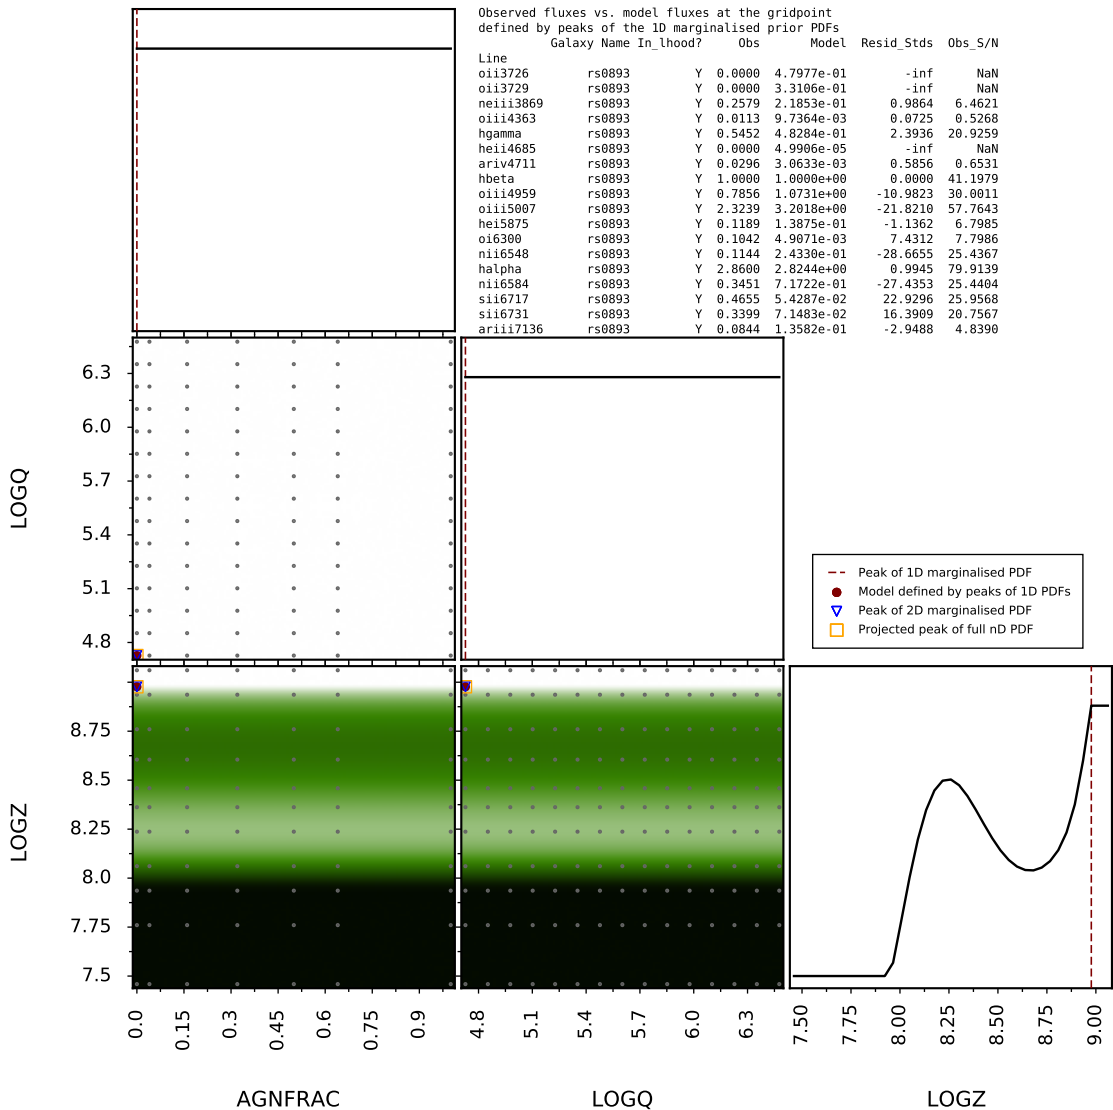 Observed fluxes vs. model fluxes at the gridpoint
defined by peaks of the 1D marginalised prior PDFs
Galaxy Name In_lhood? Obs Model Resid_Stds Obs_S/N
Line
oii3726 rs0893 Y 0.0000 4.7977e-01 -inf NaN
oii3729 rs0893 Y 0.0000 3.3106e-01 -inf NaN
neiii3869 rs0893 Y 0.2579 2.1853e-01 0.9864 6.4621
oiii4363 rs0893 Y 0.0113 9.7364e-03 0.0725 0.5268
hgamma rs0893 Y 0.5452 4.8284e-01 2.3936 20.9259
heii4685 rs0893 Y 0.0000 4.9906e-05 -inf NaN
ariv4711 rs0893 Y 0.0296 3.0633e-03 0.5856 0.6531
hbeta rs0893 Y 1.0000 1.0000e+00 0.0000 41.1979
oiii4959 rs0893 Y 0.7856 1.0731e+00 -10.9823 30.0011
oiii5007 rs0893 Y 2.3239 3.2018e+00 -21.8210 57.7643
hei5875 rs0893 Y 0.1189 1.3875e-01 -1.1362 6.7985
oi6300 rs0893 Y 0.1042 4.9071e-03 7.4312 7.7986
nii6548 rs0893 Y 0.1144 2.4330e-01 -28.6655 25.4367
halpha rs0893 Y 2.8600 2.8244e+00 0.9945 79.9139
nii6584 rs0893 Y 0.3451 7.1722e-01 -27.4353 25.4404
sii6717 rs0893 Y 0.4655 5.4287e-02 22.9296 25.9568
sii6731 rs0893 Y 0.3399 7.1483e-02 16.3909 20.7567
ariii7136 rs0893 Y 0.0844 1.3582e-01 -2.9488 4.8390
6.3
6.0
5.7
5.4
5.1
4.8
LOGQ
Peak of 1D marginalised PDF
Model defined by peaks of 1D PDFs
Peak of 2D marginalised PDF
Projected peak of full nD PDF
8.75
8.5
8.25
8.0
7.75
7.5
LOGZ
0.0 0.15 0.3 0.45 0.6 0.75 0.9
4.8 5.1 5.4 5.7 6.0 6.3
7.50 7.75 8.00 8.25 8.50 8.75 9.00
AGNFRAC LOGQ LOGZ